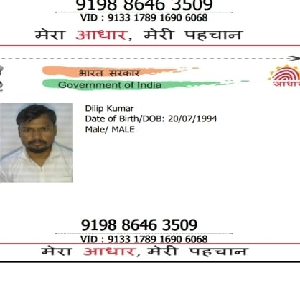 9198 8646 3509
VID : 9133 1789 1690 6068
मेरा आधार, मेरी पहचान
भारत सरकार
Government of India
Dilip Kumar
Date of Birth/DOB: 20/07/1994
Male/ MALE
9198 8646 3509
VID : 9133 1789 1690 6068
मेरा आधार, मेरी पहचान